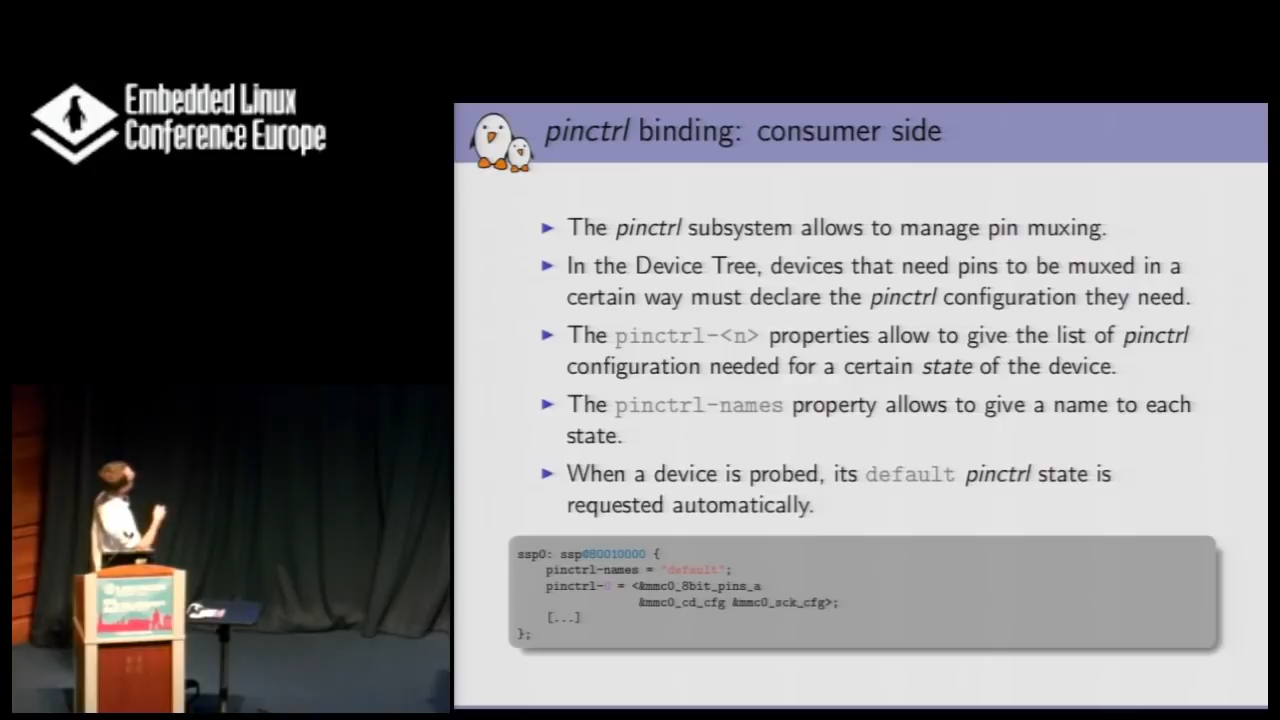 Embedded Linux
Conference Europe
pinctrl binding: consumer side
The pinctrl subsystem allows to manage pin muxing.
In the Device Tree, devices that need pins to be muxed in a
certain way must declare the pinctrl configuration they need.
The pinctrl-<n> properties allow to give the list of pinctrl
configuration needed for a certain state of the device.
The pinctrl-names property allows to give a name to each
state.
When a device is probed, its default pinctrl state is
requested automatically.
ssp0: ssp@80010000 {
pinctrl-names = "default";
pinctrl-0 = <&mmc0_8bit_pins_a
&mmc0_cd_cfg &mmc0_sck_cfg>;
[...]
};